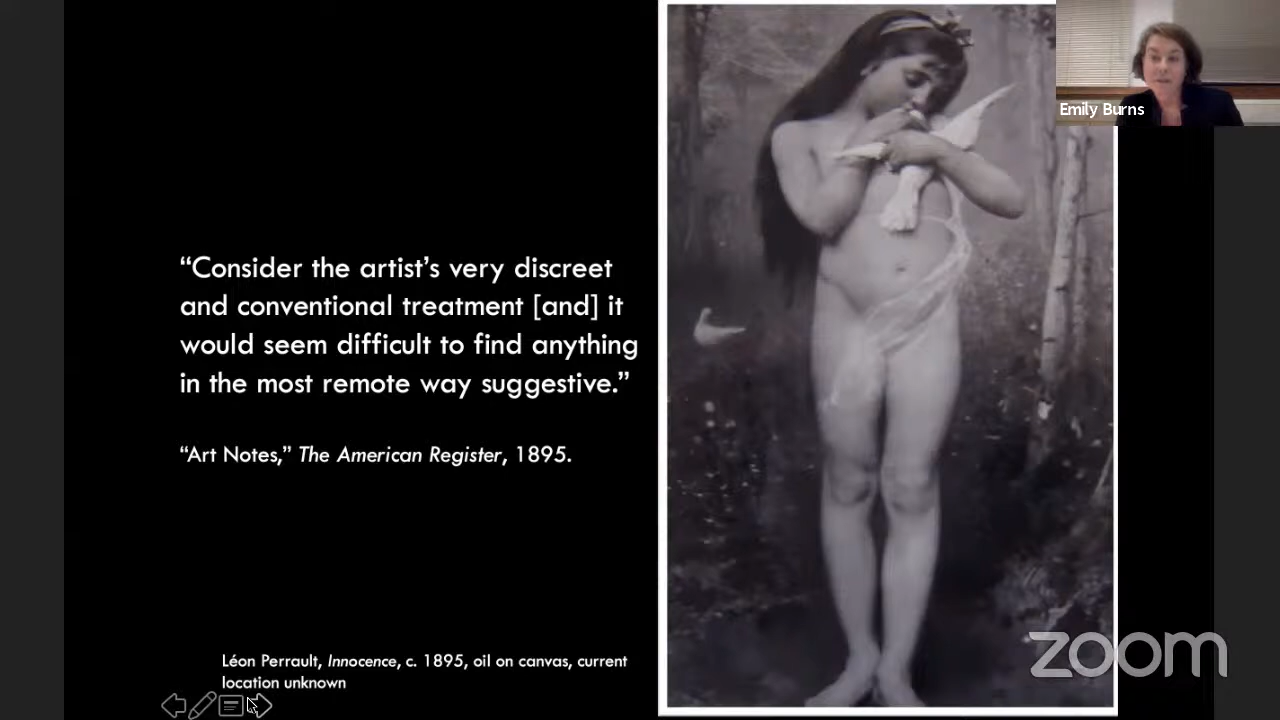 Emily Burns
“Consider the artist’s very discreet
and conventional treatment [and] it
would seem difficult to find anything
in the most remote way suggestive.”
“Art Notes,” The American Register, 1895.
Léon Perrault, Innocence, c. 1895, oil on canvas, current
location unknown
zoom